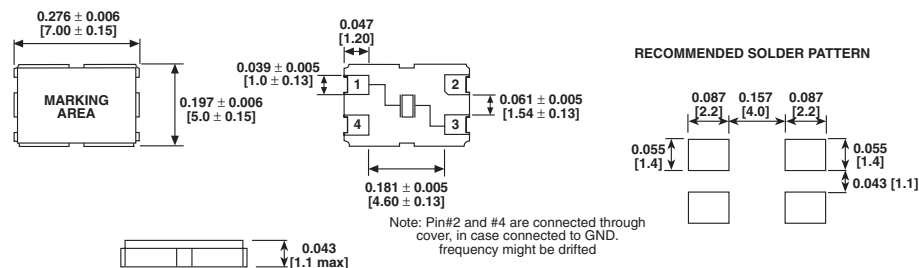 0.276 ± 0.006
[7.00 ± 0.15]
MARKING
AREA
0.197 ± 0.006
[5.0 ± 0.15]
0.047
[1.20]
0.039 ± 0.005
[1.0 ± 0.13]
1
2
4
3
0.061 ± 0.005
[1.54 ± 0.13]
0.181 ± 0.005
[4.60 ± 0.13]
Note: Pin#2 and #4 are connected through
cover, in case connected to GND.
frequency might be drifted
0.043
[1.1 max]
RECOMMENDED SOLDER PATTERN
0.087
[2.2]
0.157
[4.0]
0.087
[2.2]
0.055
[1.4]
0.055
[1.4]
0.043 [1.1]